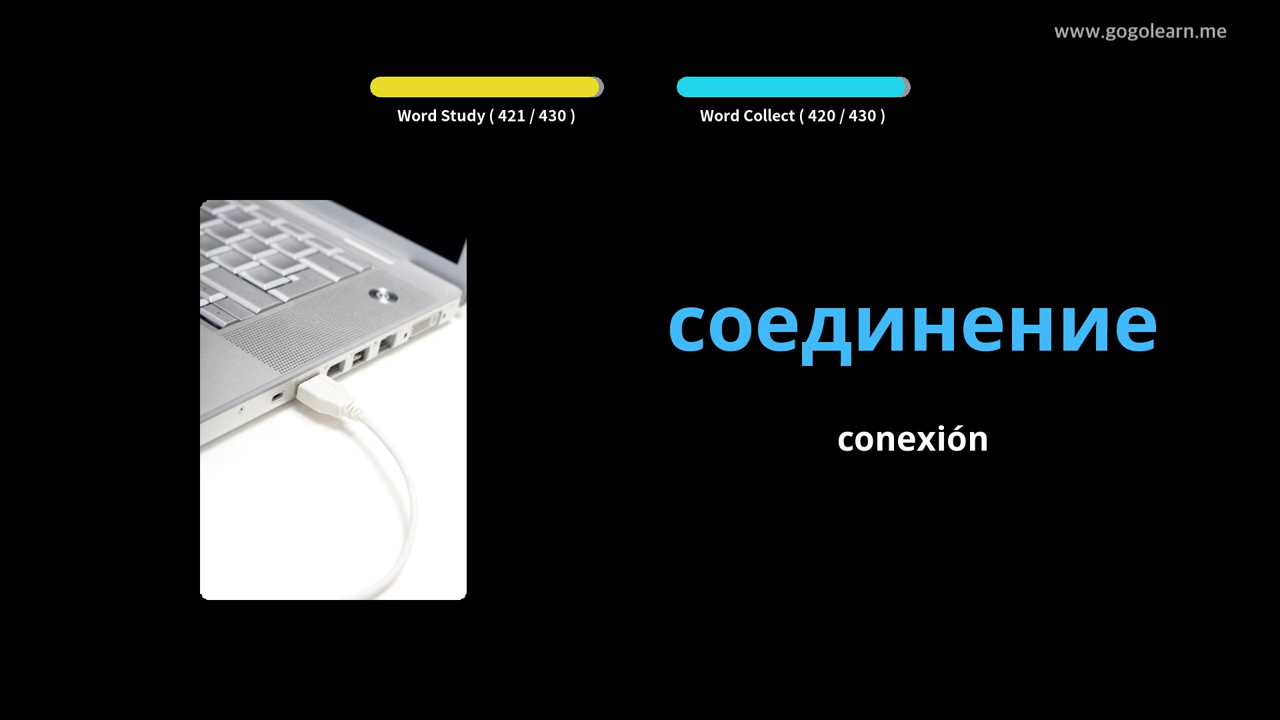 www.gogolearn.me
Word Study ( 421 / 430 )
Word Collect ( 420 / 430 )
соединение
conexión